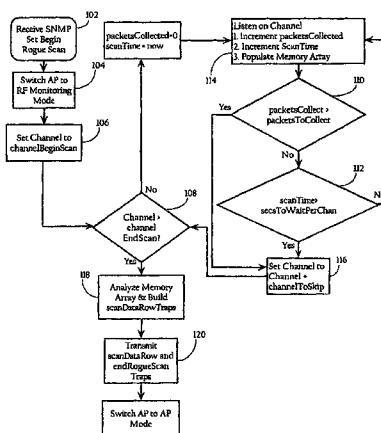 Receive SNMP
Set Begin
Rogue Scan
102
Switch AP to
RF Monitoring
Mode
104
Set Channel to
channelBeginScan
106
packetsCollected=0
scanTime = now
No
108
Channel >
channel
EndScan?
Yes
118
Analyze Memory
Array & Build
scanDataRowTraps
120
Transmit
scanDataRow and
endRogueScan
Traps
Switch AP to AP
Mode
Listen on Channel
1. Increment packetsCollected
2. Increment ScanTime
3. Populate Memory Array
114
110
Yes
packetsCollect >
packetsToCollect
No
112
scanTime>
secsToWaitPerChan
No
Yes
Set Channel to
Channel +
channelToSkip
116